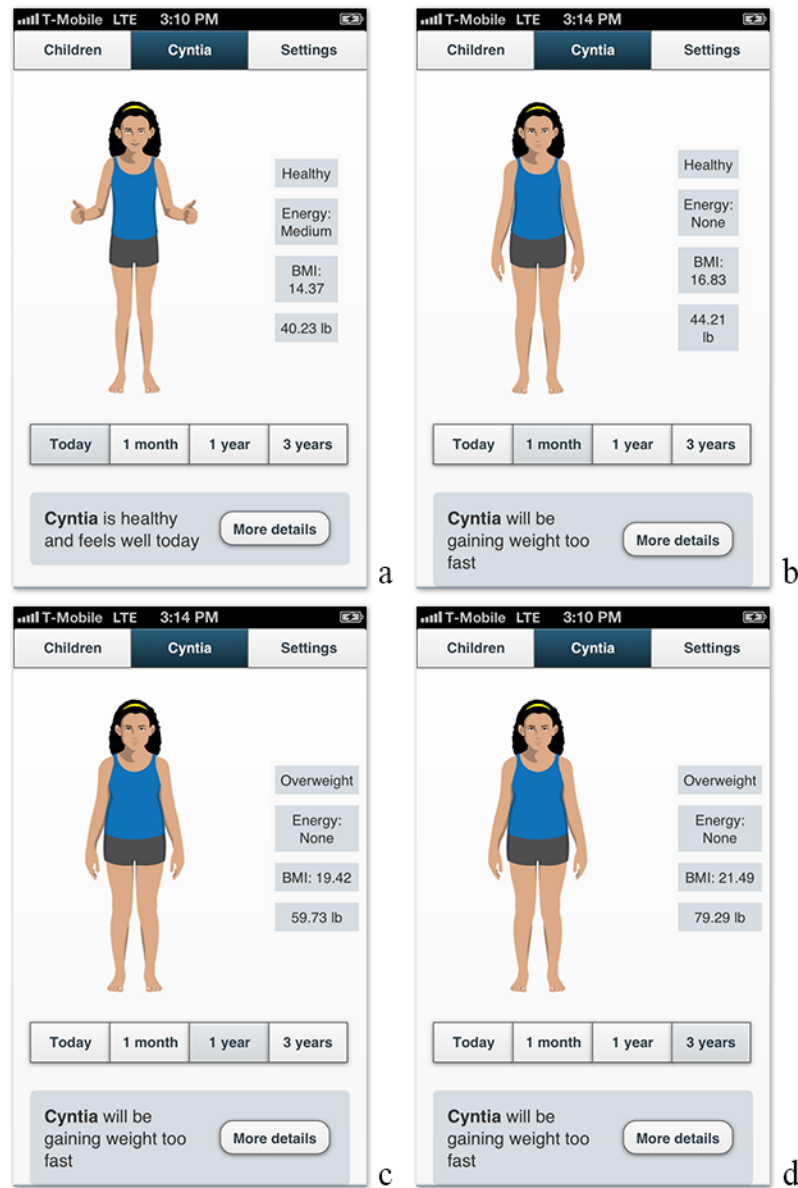 T-Mobile LTE 3:10 PM
Children Cyntia Settings
Healthy
Energy:
Medium
BMI:
14.37
40.23 lb
Today 1 month 1 year 3 years
Cyntia is healthy
and feels well today
More details
a
T-Mobile LTE 3:14 PM
Children Cyntia Settings
Healthy
Energy:
None
BMI:
16.83
44.21
lb
Today 1 month 1 year 3 years
Cyntia will be
gaining weight too
fast
More details
b
T-Mobile LTE 3:14 PM
Children Cyntia Settings
Overweight
Energy:
None
BMI: 19.42
59.73 lb
Today 1 month 1 year 3 years
Cyntia will be
gaining weight too
fast
More details
c
T-Mobile LTE 3:10 PM
Children Cyntia Settings
Overweight
Energy:
None
BMI: 21.49
79.29 lb
Today 1 month 1 year 3 years
Cyntia will be
gaining weight too
fast
More details
d